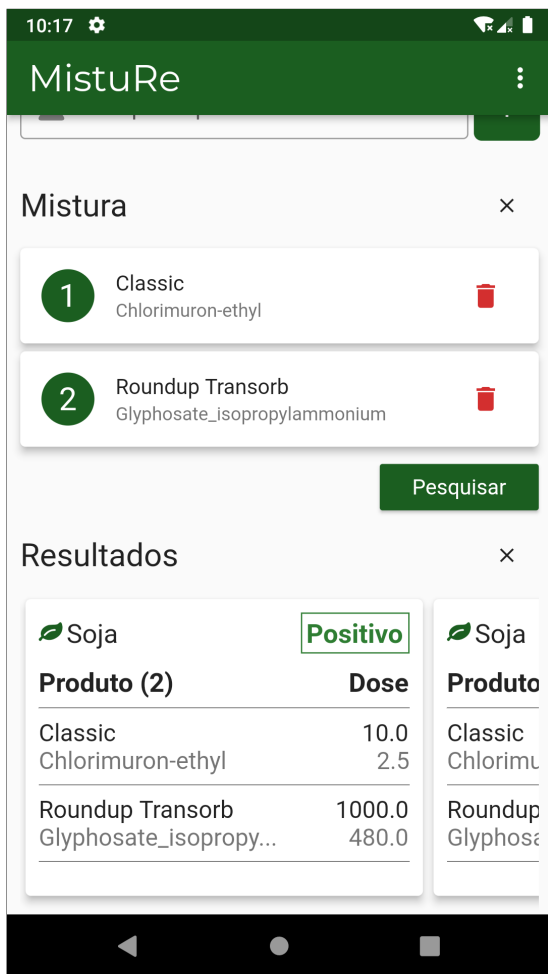 10:17
MistuRe
Mistura
1
Classic
Chlorimuron-ethyl
2
Roundup Transorb
Glyphosate_isopropylammonium
Pesquisar
Resultados
Soja Positivo
Produto (2) Dose
Classic 10.0
Chlorimuron-ethyl 2.5
Roundup Transorb 1000.0
Glyphosate_isopropy... 480.0
Soja
Produto
Classic
Chlorimu
Roundup
Glyphosa